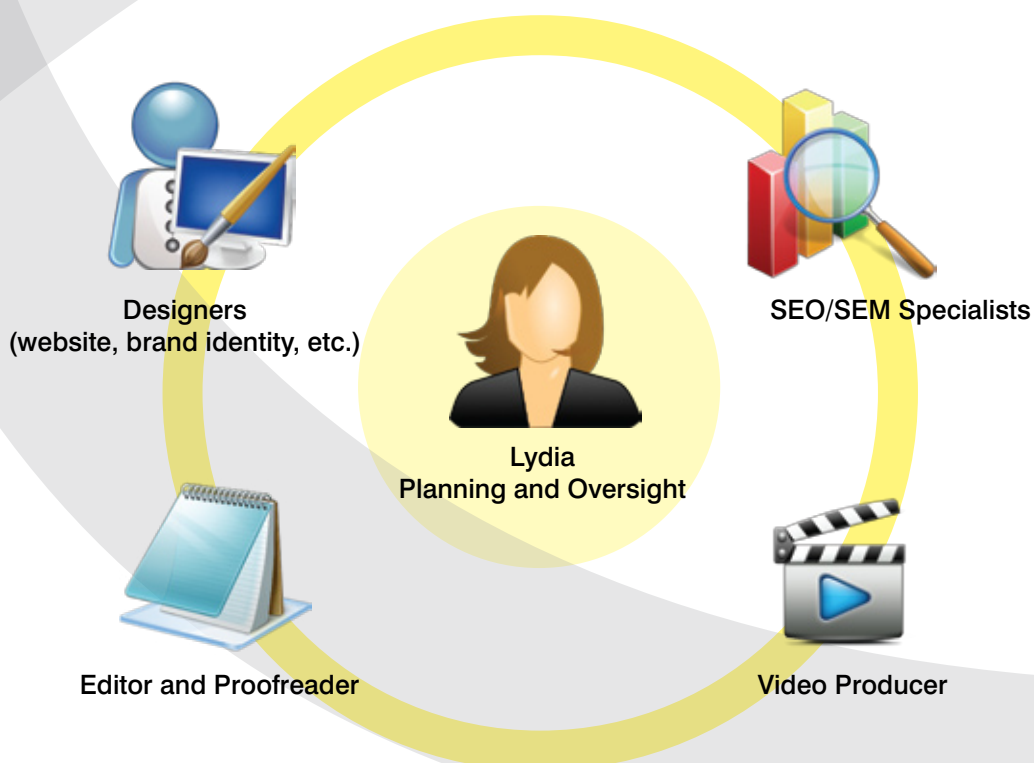 Designers
(website, brand identity, etc.)
SEO/SEM Specialists
Lydia
Planning and Oversight
Editor and Proofreader
Video Producer